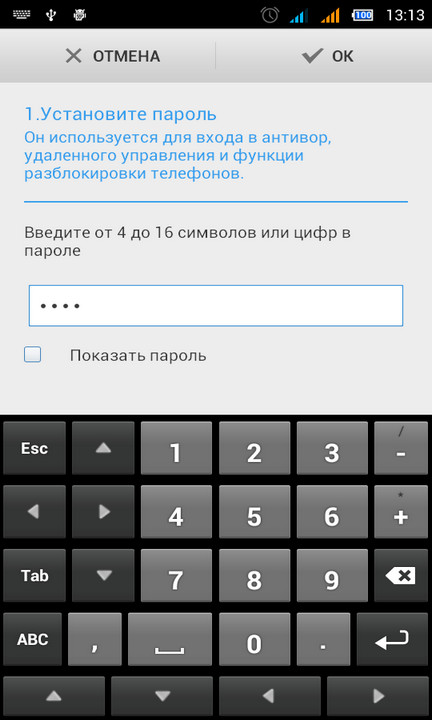 100 13:13
ОТМЕНА OK
1.Установите пароль
Он используется для входа в антивор,
удаленного управления и функции
разблокировки телефонов.
Введите от 4 до 16 символов или цифр в
пароле
••••
Показать пароль
Esc 1 2 3 / -
4 5 6 * +
Tab 7 8 9
ABC , 0 .